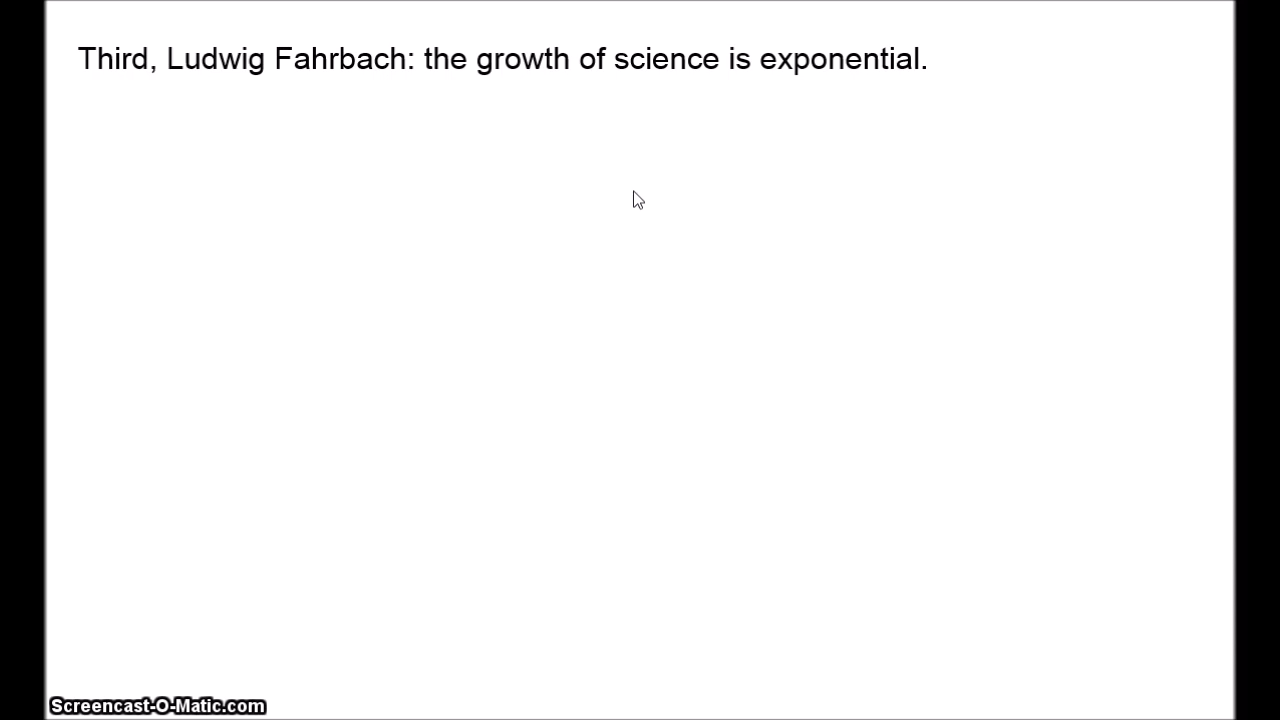 Third, Ludwig Fahrbach: the growth of science is exponential.
Screencast-O-Matic.com